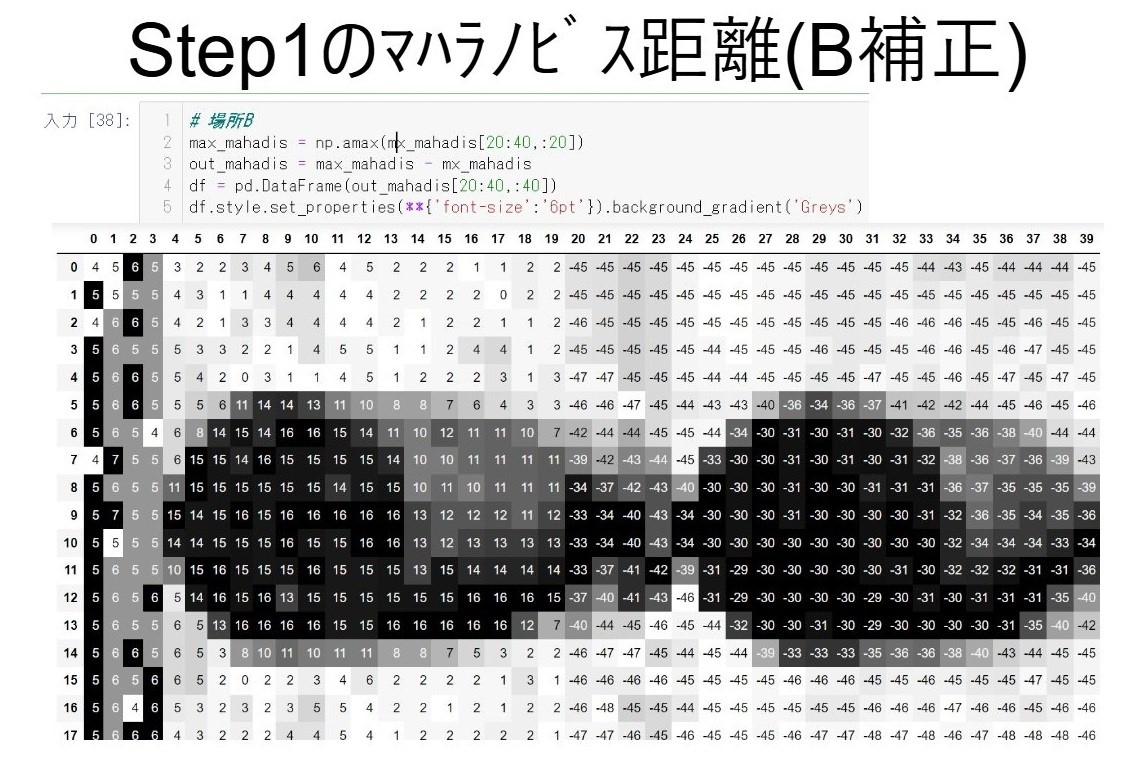 Step1のﾏﾊﾗﾉﾋﾞｽ距離(B補正)
入力 [38]:
1 # 場所B
2 max_mahadis = np.amax(mx_mahadis[20:40,:20])
3 out_mahadis = max_mahadis - mx_mahadis
4 df = pd.DataFrame(out_mahadis[20:40,:40])
5 df.style.set_properties(**{'font-size':'6pt'}).background_gradient('Greys')
0 1 2 3 4 5 6 7 8 9 10 11 12 13 14 15 16 17 18 19 20 21 22 23 24 25 26 27 28 29 30 31 32 33 34 35 36 37 38 39
0 4 5 6 5 3 2 2 3 4 5 6 4 5 2 2 2 1 1 2 2 -45 -45 -45 -45 -45 -45 -45 -45 -45 -45 -45 -45 -45 -44 -43 -45 -44 -44 -44 -45
1 5 5 5 5 4 3 1 1 4 4 4 4 4 2 2 2 2 0 2 2 -45 -45 -45 -45 -45 -45 -45 -45 -45 -45 -45 -45 -45 -45 -45 -45 -45 -45 -45 -45
2 4 6 6 5 4 2 1 3 3 4 4 4 4 2 1 2 2 1 1 2 -46 -45 -45 -45 -45 -45 -45 -45 -45 -45 -45 -45 -46 -46 -45 -45 -46 -45 -45
3 5 6 5 5 5 3 3 2 2 1 4 5 5 1 1 2 4 4 1 2 -45 -45 -45 -45 -45 -44 -45 -45 -45 -46 -45 -45 -45 -46 -46 -45 -46 -47 -45 -45
4 5 6 6 5 5 4 2 0 3 1 1 4 5 1 2 2 2 3 1 3 -47 -47 -45 -45 -45 -44 -44 -45 -45 -45 -45 -47 -45 -45 -46 -47 -45 -45 -45 -45
5 5 6 6 5 5 5 6 11 14 14 13 11 10 8 8 7 6 4 3 3 -46 -46 -47 -45 -44 -43 -43 -40 -36 -34 -36 -37 -41 -42 -42 -44 -45 -46 -45 -46
6 5 6 5 4 6 8 14 15 14 16 16 15 14 11 10 12 11 11 10 7 -42 -44 -44 -45 -45 -44 -34 -30 -31 -30 -31 -30 -32 -36 -35 -36 -38 -40 -44 -44
7 4 7 5 5 6 15 15 14 16 15 15 15 15 14 10 10 11 11 11 11 -39 -42 -43 -44 -45 -33 -30 -30 -31 -30 -31 -30 -31 -32 -38 -36 -37 -36 -39 -43
8 5 6 5 5 11 15 15 15 15 15 15 14 15 15 10 11 10 11 11 11 -34 -37 -42 -43 -40 -30 -30 -30 -30 -30 -30 -31 -31 -31 -36 -37 -35 -35 -35 -39
9 5 7 5 5 15 14 15 16 15 16 16 16 16 16 13 12 12 12 11 12 -33 -34 -40 -43 -34 -30 -30 -30 -31 -30 -30 -30 -30 -31 -32 -36 -35 -34 -35 -36
10 5 5 5 5 14 14 15 15 15 16 15 15 16 16 13 12 13 13 13 13 -33 -34 -40 -43 -34 -30 -30 -30 -30 -30 -30 -30 -30 -30 -32 -34 -34 -34 -33 -34
11 5 6 5 5 10 15 16 15 15 16 15 15 15 15 13 15 14 14 14 14 -33 -37 -41 -42 -39 -31 -29 -30 -30 -30 -30 -30 -31 -30 -32 -32 -32 -31 -31 -36
12 5 6 5 6 5 14 16 15 16 13 15 15 15 15 15 15 16 16 16 15 -37 -40 -41 -43 -46 -31 -29 -30 -30 -30 -29 -30 -31 -30 -31 -30 -31 -31 -35 -40
13 5 6 5 5 6 5 13 16 16 16 16 15 15 16 16 16 16 16 12 7 -40 -44 -45 -46 -45 -44 -32 -30 -30 -31 -30 -29 -30 -30 -30 -31 -30 -35 -40 -42
14 5 6 6 5 6 5 3 8 10 11 10 11 11 8 8 7 5 3 2 2 -46 -47 -47 -45 -44 -45 -44 -39 -33 -33 -33 -35 -36 -36 -38 -40 -43 -44 -45 -45
15 5 6 5 6 6 5 2 0 2 2 3 4 6 2 2 2 2 1 3 1 -46 -46 -46 -46 -45 -45 -45 -46 -46 -46 -46 -45 -45 -46 -45 -45 -45 -47 -45 -45
16 5 6 4 6 5 3 2 3 2 3 5 5 4 2 2 1 2 1 2 2 -46 -48 -45 -45 -44 -45 -45 -45 -45 -45 -45 -45 -46 -46 -47 -46 -45 -46 -46
17 5 6 6 6 4 3 2 2 2 4 4 5 4 1 2 2 2 2 2 1 -47 -47 -46 -45 -46 -45 -45 -45 -46 -47 -47 -48 -47 -48 -46 -47 -48 -48 -46